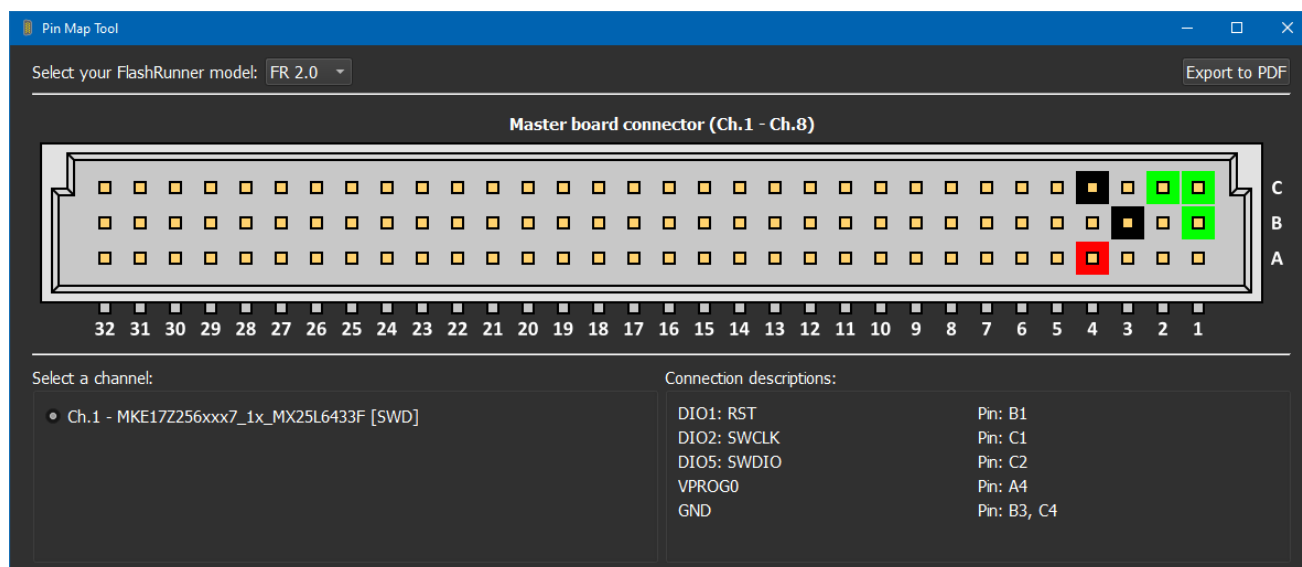 Pin Map Tool
Select your FlashRunner model: FR 2.0
Export to PDF
Master board connector (Ch.1 - Ch.8)
C
B
A
32 31 30 29 28 27 26 25 24 23 22 21 20 19 18 17 16 15 14 13 12 11 10 9 8 7 6 5 4 3 2 1
Select a channel:
Ch.1 - MKE17Z256xxx7_1x_MX25L6433F [SWD]
Connection descriptions:
DIO1: RST Pin: B1
DIO2: SWCLK Pin: C1
DIO5: SWDIO Pin: C2
VPROG0 Pin: A4
GND Pin: B3, C4